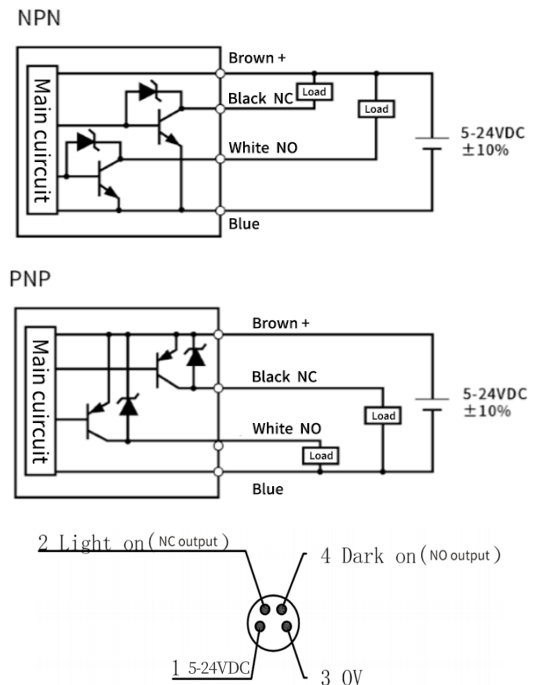 NPN
Brown +
Main cuircuit
Black NC
Load
Load
White NO
5-24VDC
±10%
Blue
PNP
Brown +
Main cuircuit
Black NC
5-24VDC
±10%
Load
White NO
Load
Blue
2 Light on( NC output )
4 Dark on( NO output )
1 5-24VDC
3 0V